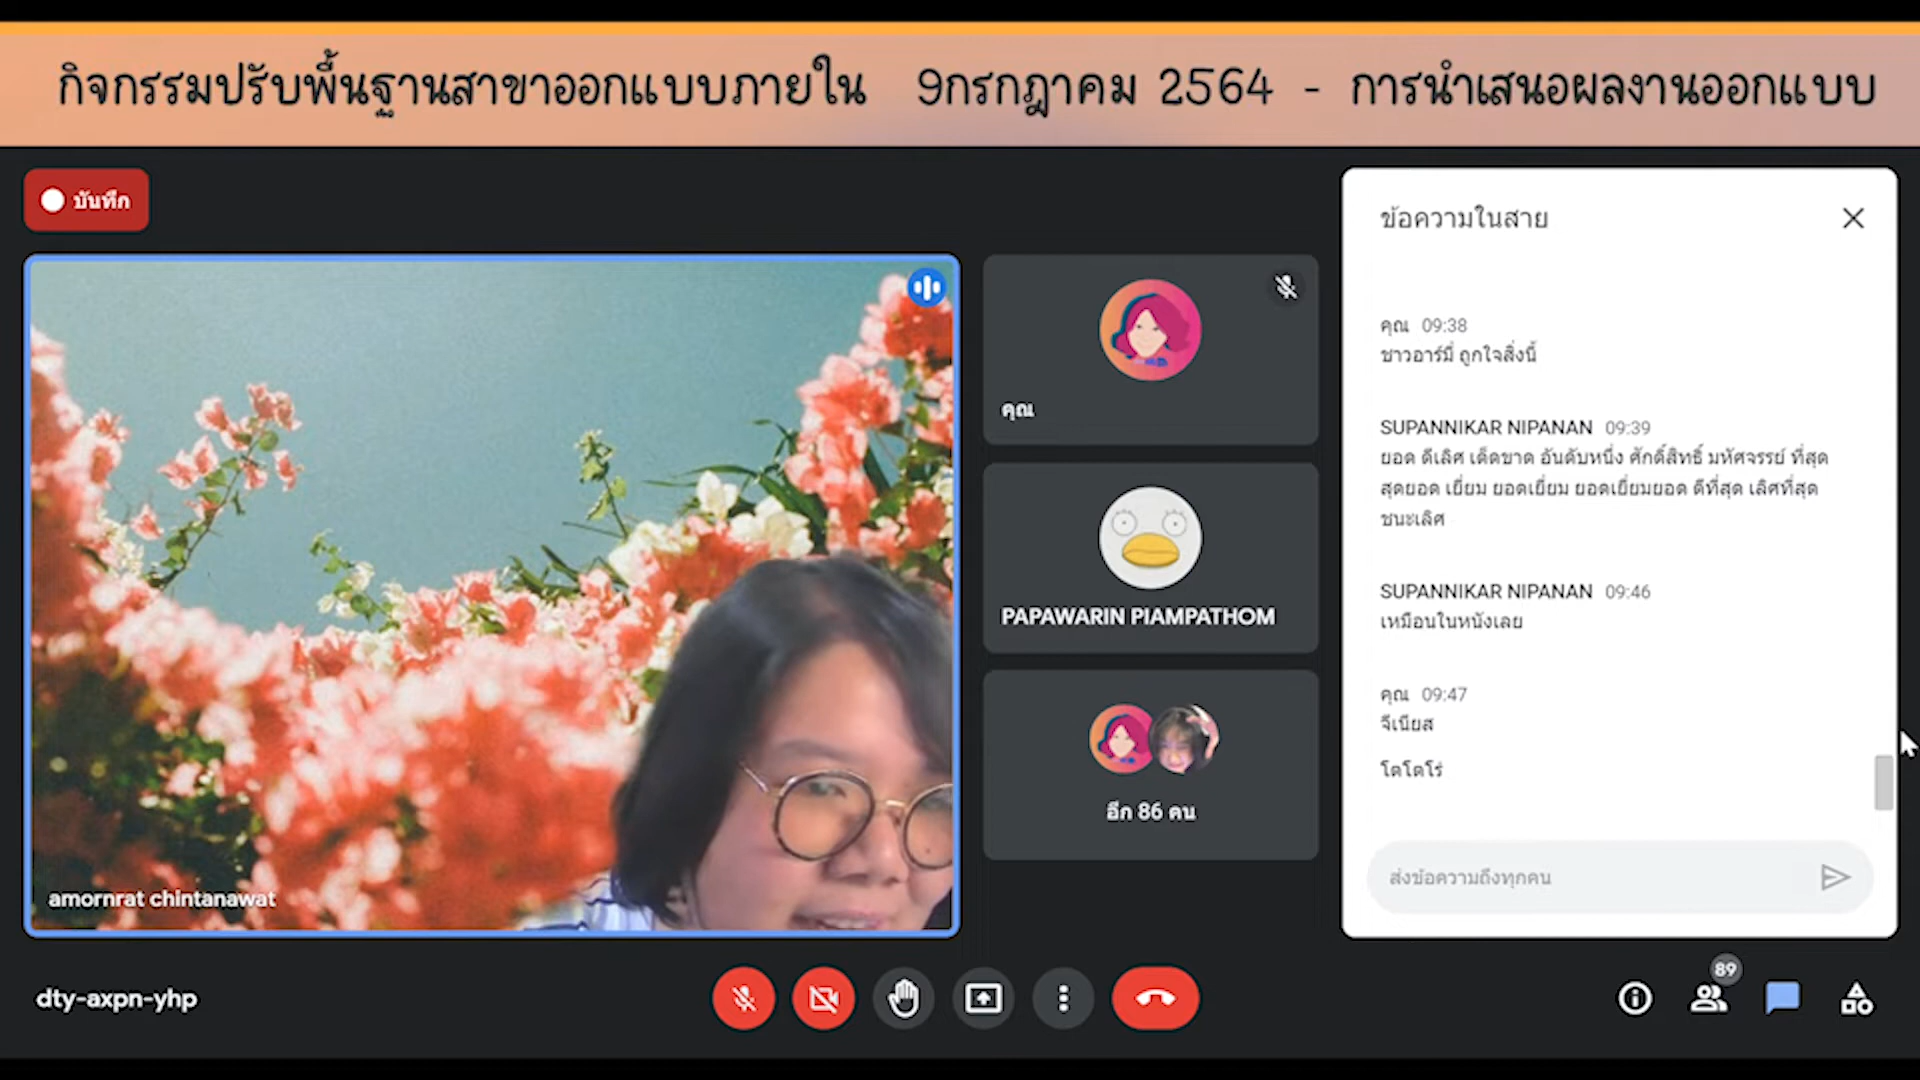 กิจกรรมปรับพื้นฐานสาขาออกแบบภายใน 9กรกฎาคม 2564 - การนำเสนอผลงานออกแบบ
บันทึก
amornrat chintanawat
คุณ
PAPAWARIN PIAMPATHOM
อีก 86 คน
ข้อความในสาย
คุณ 09:38
ชาวอาร์มี่ ถูกใจสิ่งนี้
SUPANNIKAR NIPANAN 09:39
ยอด ดีเลิศ เด็ดขาด อันดับหนึ่ง ศักดิ์สิทธิ์ มหัศจรรย์ ที่สุด
สุดยอด เยี่ยม ยอดเยี่ยม ยอดเยี่ยมยอด ดีที่สุด เลิศที่สุด
ชนะเลิศ
SUPANNIKAR NIPANAN 09:46
เหมือนในหนังเลย
คุณ 09:47
จีเนียส
โตโตโร่
ส่งข้อความถึงทุกคน
dty-axpn-yhp
89